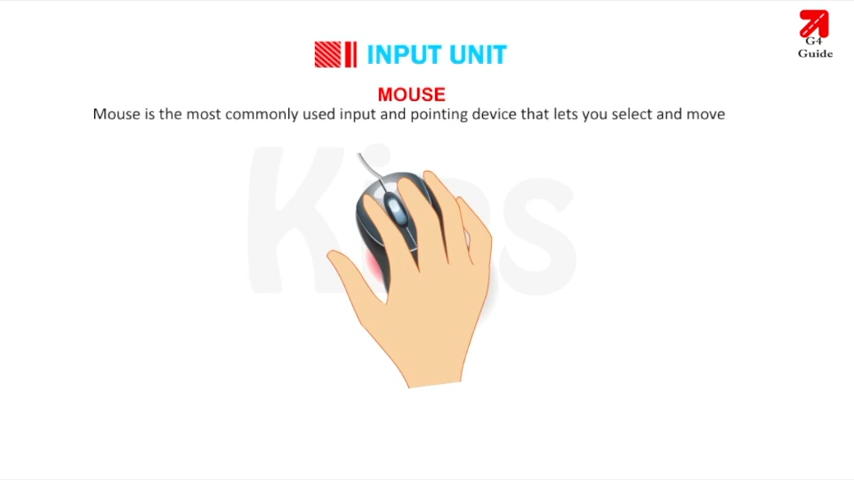 G4
Guide
INPUT UNIT
MOUSE
Mouse is the most commonly used input and pointing device that lets you select and move
Kips